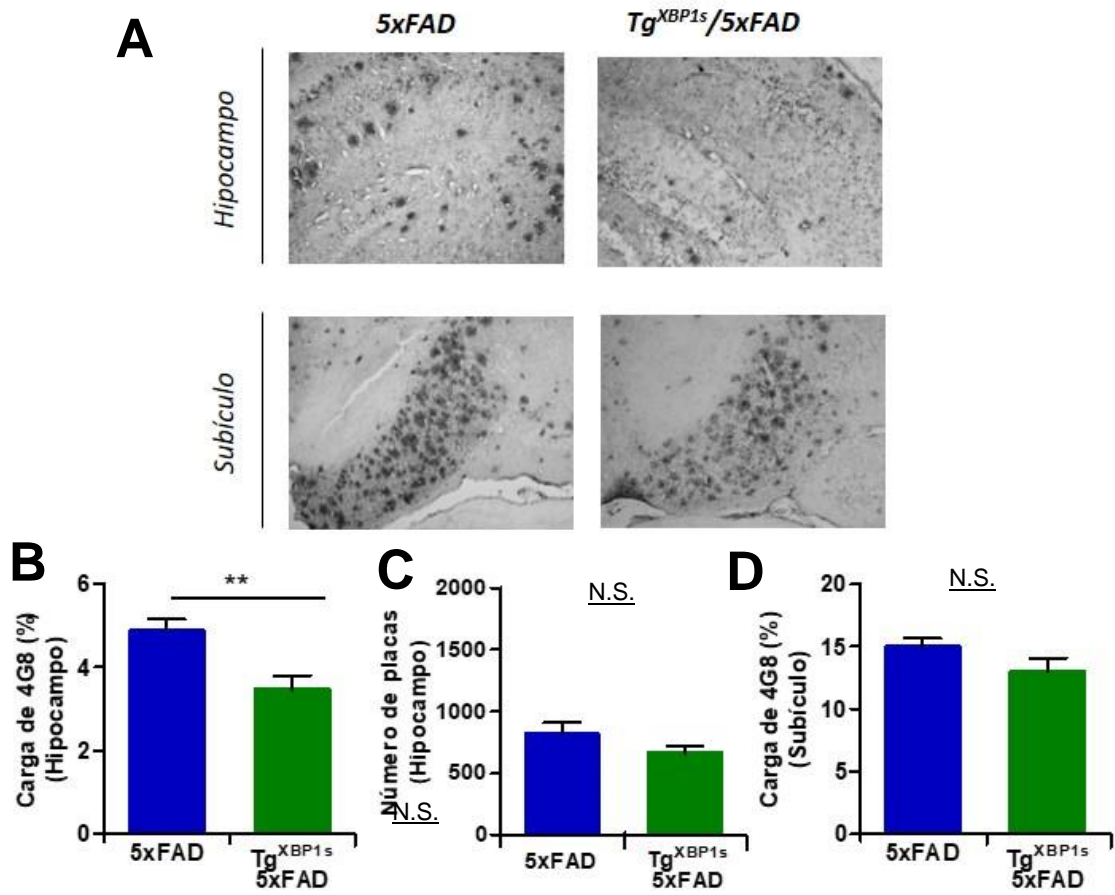 A
5xFAD
Tg^XBP1s/5xFAD
Hipocampo
Subículo
B
Carga de 4G8 (%)
(Hipocampo)
6
4
2
0
**
5xFAD
Tg^XBP1s
5xFAD
C
Número de placas
(Hipocampo)
N.S.
2000
1500
1000
500
0
N.S.
5xFAD
Tg^XBP1s
5xFAD
D
Carga de 4G8 (%)
(Subículo)
20
15
10
5
0
N.S.
5xFAD
Tg^XBP1s
5xFAD